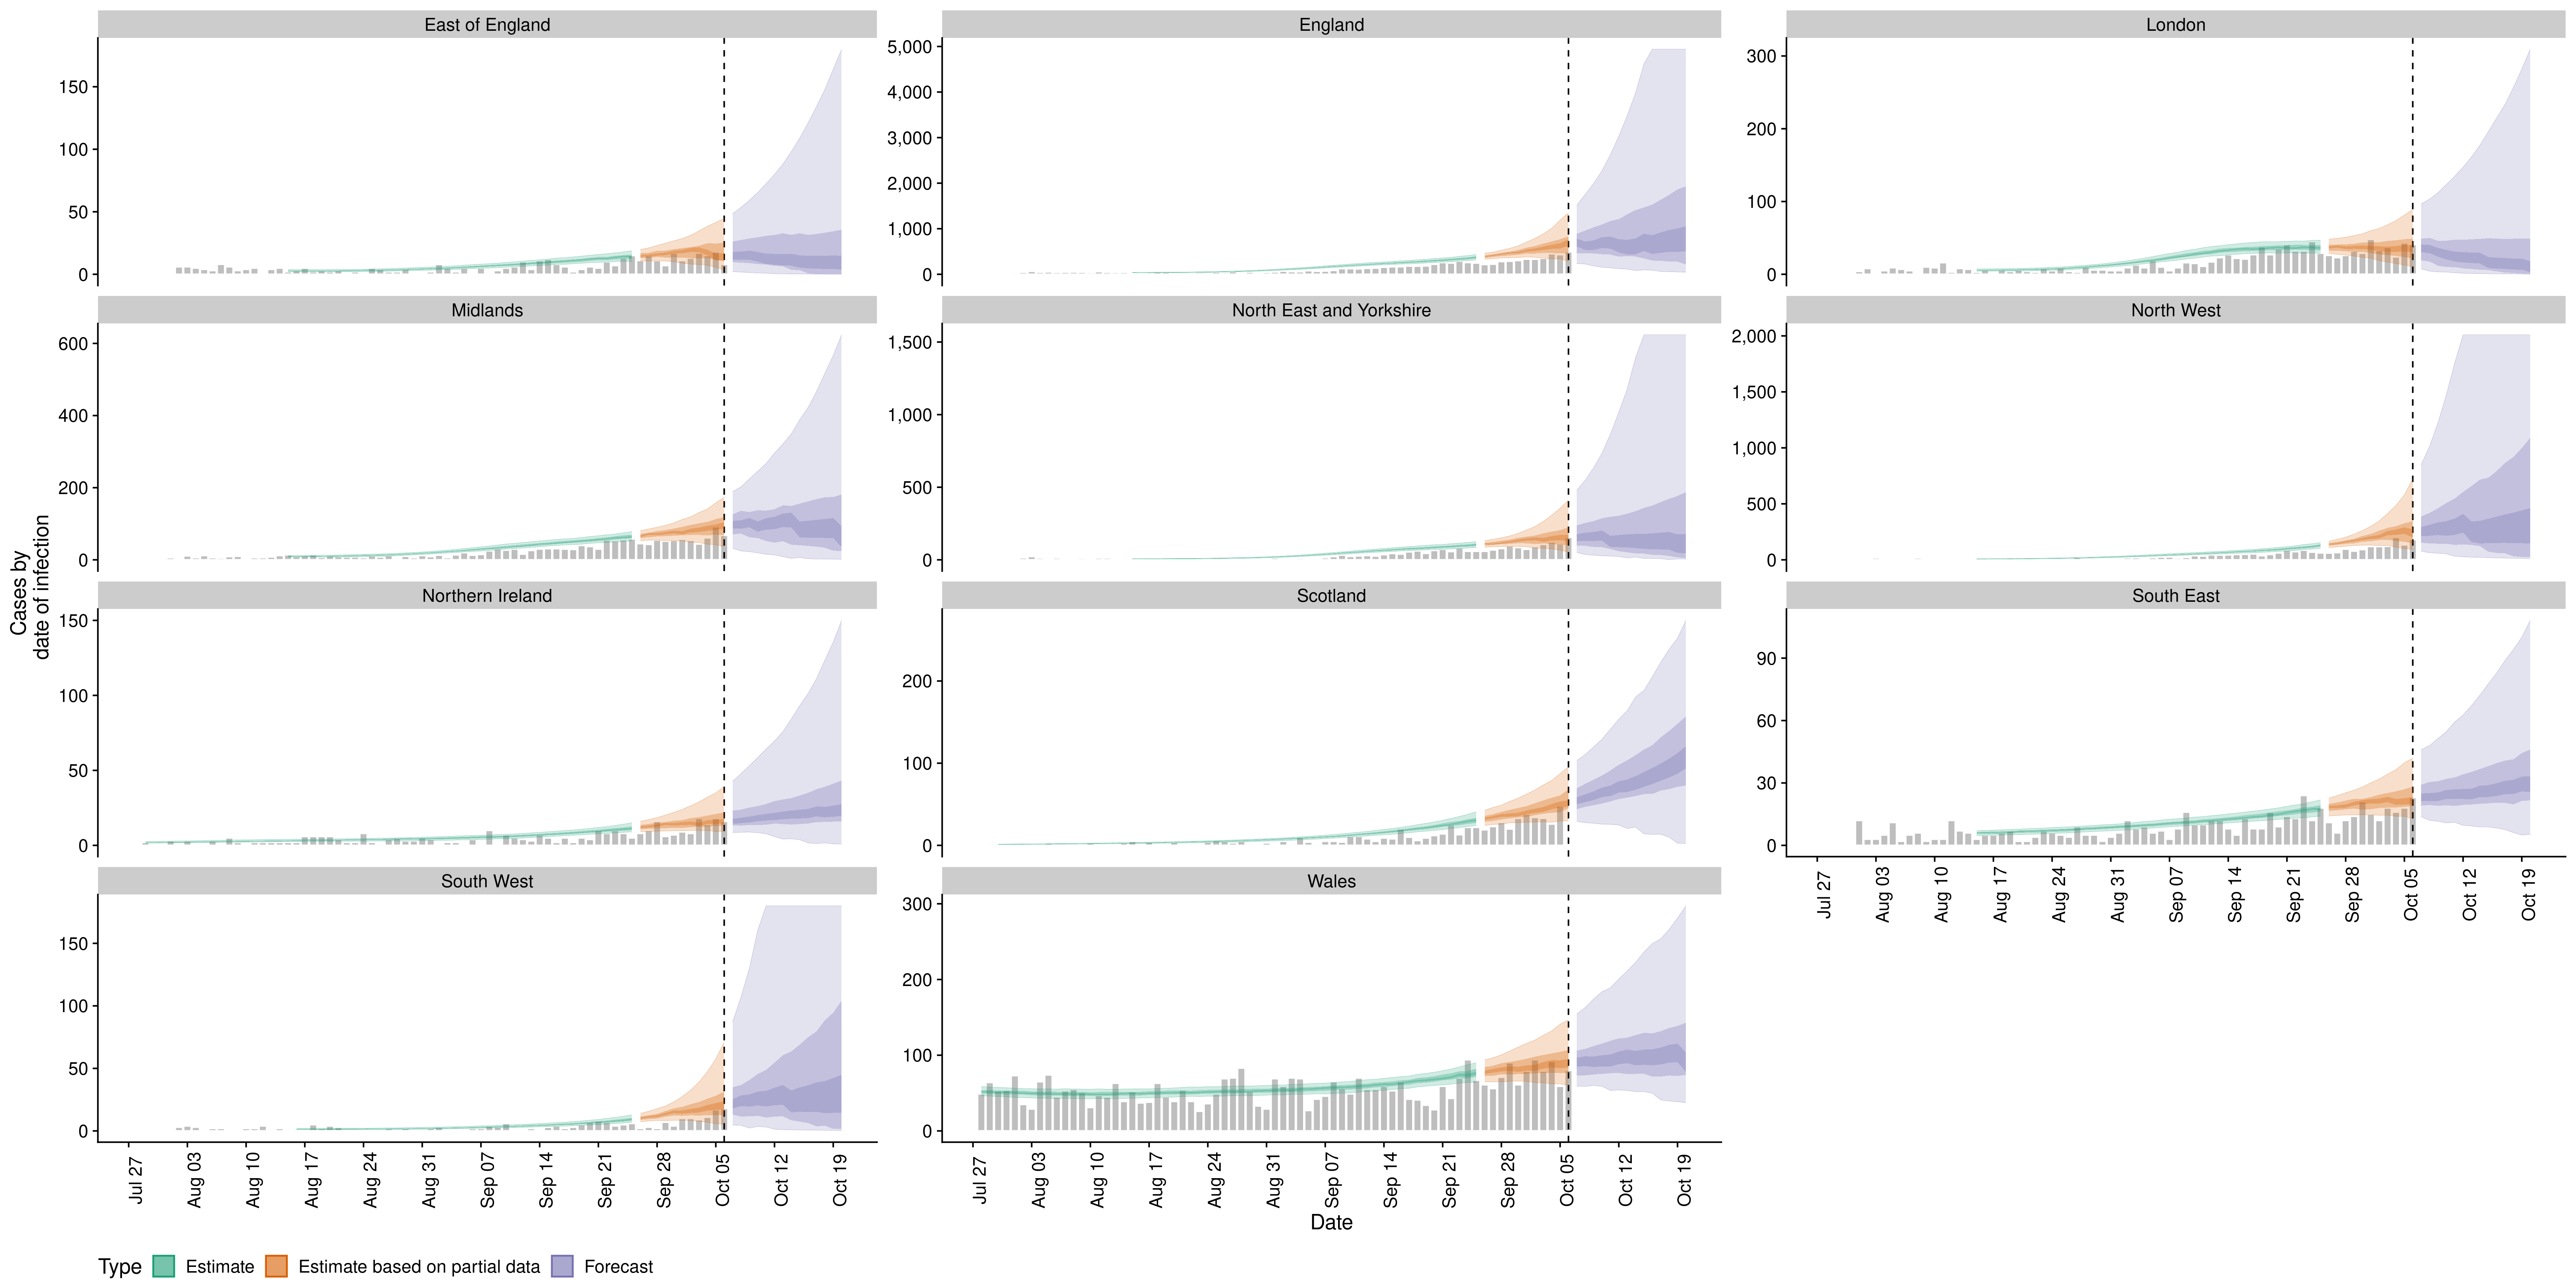 East of England
England
London
5,000
4,000
3,000
2,000
1,000
0
150
100
50
0
300
200
100
0
Midlands
North East and Yorkshire
North West
600
400
200
0
1,500
1,000
500
0
2,000
1,500
1,000
500
0
Cases by
date of infection
Northern Ireland
Scotland
South East
150
100
50
0
200
100
0
90
60
30
0
Jul 27
Aug 03
Aug 10
Aug 17
Aug 24
Aug 31
Sep 07
Sep 14
Sep 21
Sep 28
Oct 05
Oct 12
Oct 19
South West
Wales
150
100
50
0
300
200
100
0
Jul 27
Aug 03
Aug 10
Aug 17
Aug 24
Aug 31
Sep 07
Sep 14
Sep 21
Sep 28
Oct 05
Oct 12
Oct 19
Jul 27
Aug 03
Aug 10
Aug 17
Aug 24
Aug 31
Sep 07
Sep 14
Sep 21
Sep 28
Oct 05
Oct 12
Oct 19
Date
Type Estimate Estimate based on partial data Forecast